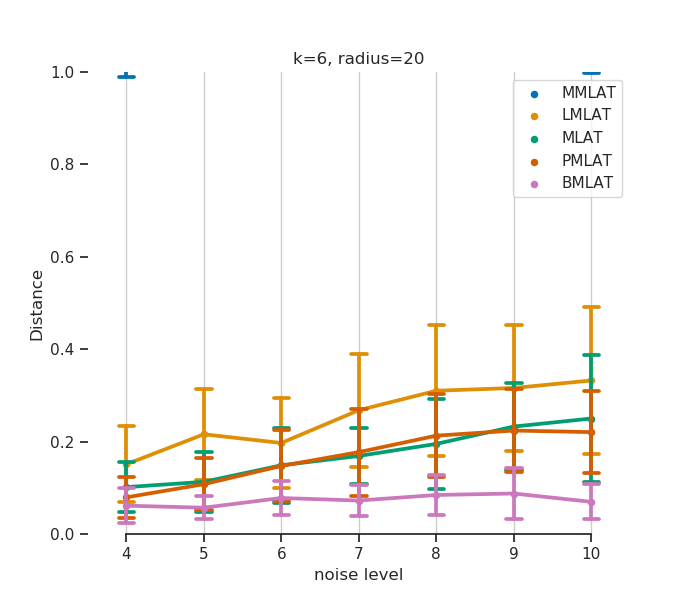 k=6, radius=20
1.0
0.8
0.6
0.4
0.2
0.0
Distance
MMLAT
LMLAT
MLAT
PMLAT
BMLAT
4 5 6 7 8 9 10
noise level